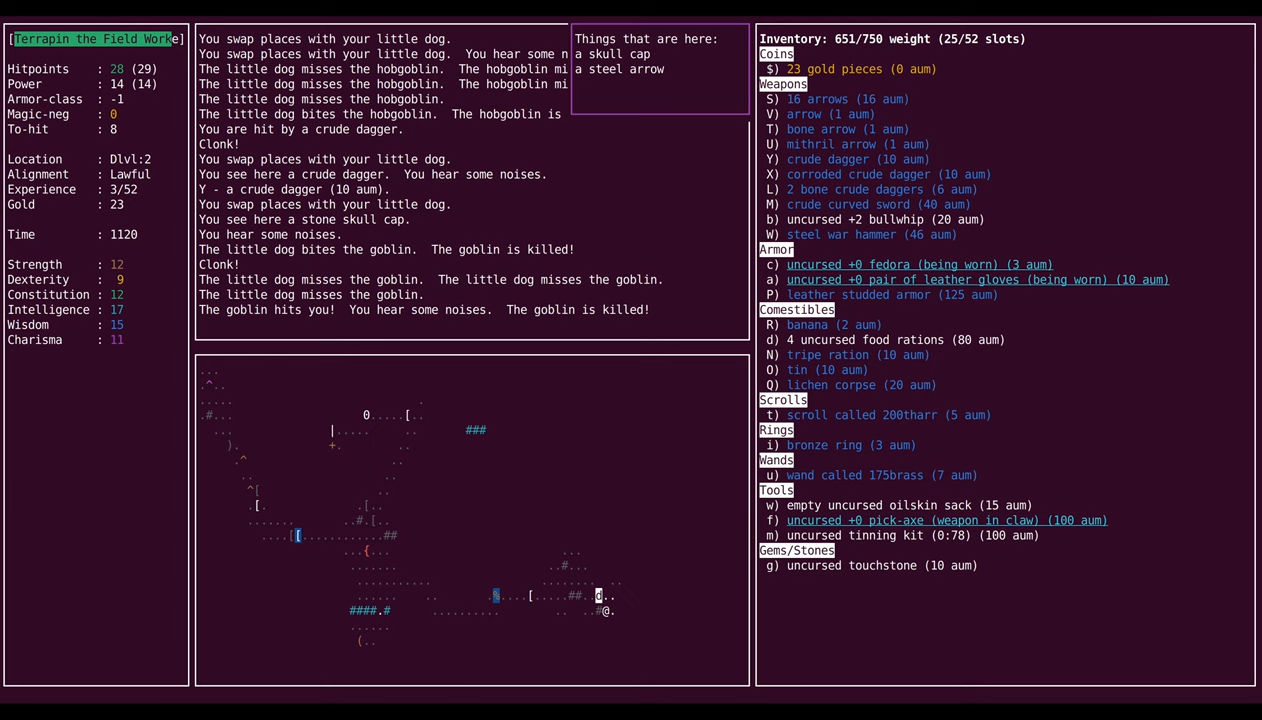 [Terrapin the Field Worke]
Hitpoints : 28 (29)
Power : 14 (14)
Armor-class : -1
Magic-neg : 0
To-hit : 8
Location : Dlvl:2
Alignment : Lawful
Experience : 3/52
Gold : 23
Time : 1120
Strength : 12
Dexterity : 9
Constitution : 12
Intelligence : 17
Wisdom : 15
Charisma : 11
You swap places with your little dog.
You swap places with your little dog. You hear some n
The little dog misses the hobgoblin. The hobgoblin mi
The little dog misses the hobgoblin. The hobgoblin mi
The little dog misses the hobgoblin.
The little dog bites the hobgoblin. The hobgoblin is
You are hit by a crude dagger.
Clonk!
You swap places with your little dog.
You see here a crude dagger. You hear some noises.
Y - a crude dagger (10 aum).
You swap places with your little dog.
You see here a stone skull cap.
You hear some noises.
The little dog bites the goblin. The goblin is killed!
Clonk!
The little dog misses the goblin. The little dog misses the goblin.
The little dog misses the goblin.
The goblin hits you! You hear some noises. The goblin is killed!
Things that are here:
a skull cap
a steel arrow
...
.^..
.....           .
.#...   0.....[..
...   |.....   ..   ###
).   +.   ..
.^   ..
..   ..
^[   ..
.[.   .[..
.......   ..#.[..
....[[...........##
...{...   ...
.......   ..#...
...........   ........ ..
......   ..   .%....[.....##..d..
####.#   .........   ..   ..#@.
......
(..
Inventory: 651/750 weight (25/52 slots)
Coins
$) 23 gold pieces (0 aum)
Weapons
S) 16 arrows (16 aum)
V) arrow (1 aum)
T) bone arrow (1 aum)
U) mithril arrow (1 aum)
Y) crude dagger (10 aum)
X) corroded crude dagger (10 aum)
L) 2 bone crude daggers (6 aum)
M) crude curved sword (40 aum)
b) uncursed +2 bullwhip (20 aum)
W) steel war hammer (46 aum)
Armor
c) uncursed +0 fedora (being worn) (3 aum)
a) uncursed +0 pair of leather gloves (being worn) (10 aum)
P) leather studded armor (125 aum)
Comestibles
R) banana (2 aum)
d) 4 uncursed food rations (80 aum)
N) tripe ration (10 aum)
O) tin (10 aum)
Q) lichen corpse (20 aum)
Scrolls
t) scroll called 200tharr (5 aum)
Rings
i) bronze ring (3 aum)
Wands
u) wand called 175brass (7 aum)
Tools
w) empty uncursed oilskin sack (15 aum)
f) uncursed +0 pick-axe (weapon in claw) (100 aum)
m) uncursed tinning kit (0:78) (100 aum)
Gems/Stones
g) uncursed touchstone (10 aum)